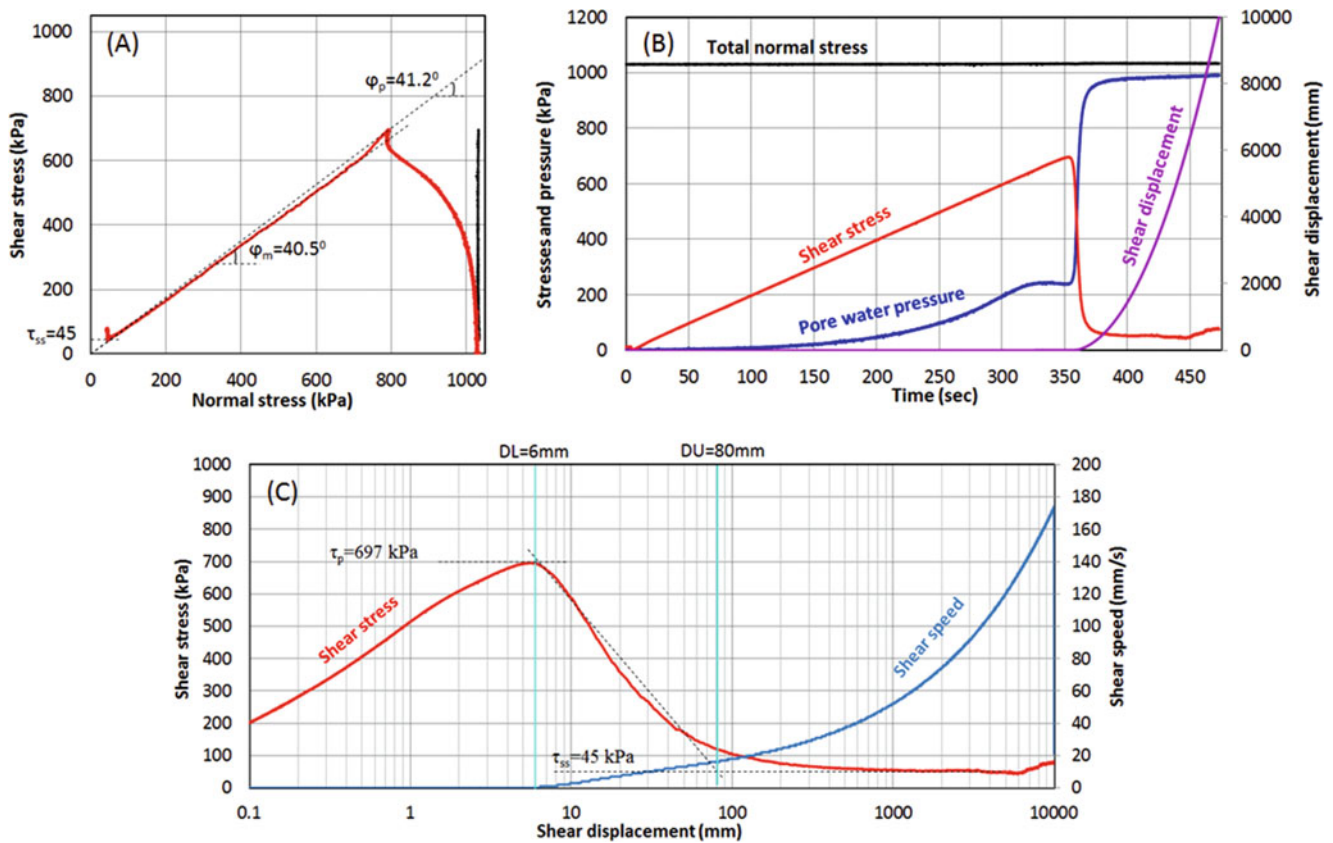 (A)
1000
800
600
400
200
0
Shear stress (kPa)
φp=41.2⁰
φm=40.5⁰
τss=45
0 200 400 600 800 1000
Normal stress (kPa)
(B)
1200
1000
800
600
400
200
0
Stresses and pressure (kPa)
Total normal stress
Shear stress
Pore water pressure
Shear displacement
10000
8000
6000
4000
2000
0
Shear displacement (mm)
0 50 100 150 200 250 300 350 400 450
Time (sec)
DL=6mm DU=80mm
(C)
1000
900
800
700
600
500
400
300
200
100
0
Shear stress (kPa)
τp=697 kPa
Shear stress
τss=45 kPa
Shear speed
200
180
160
140
120
100
80
60
40
20
0
Shear speed (mm/s)
0.1 1 10 100 1000 10000
Shear displacement (mm)